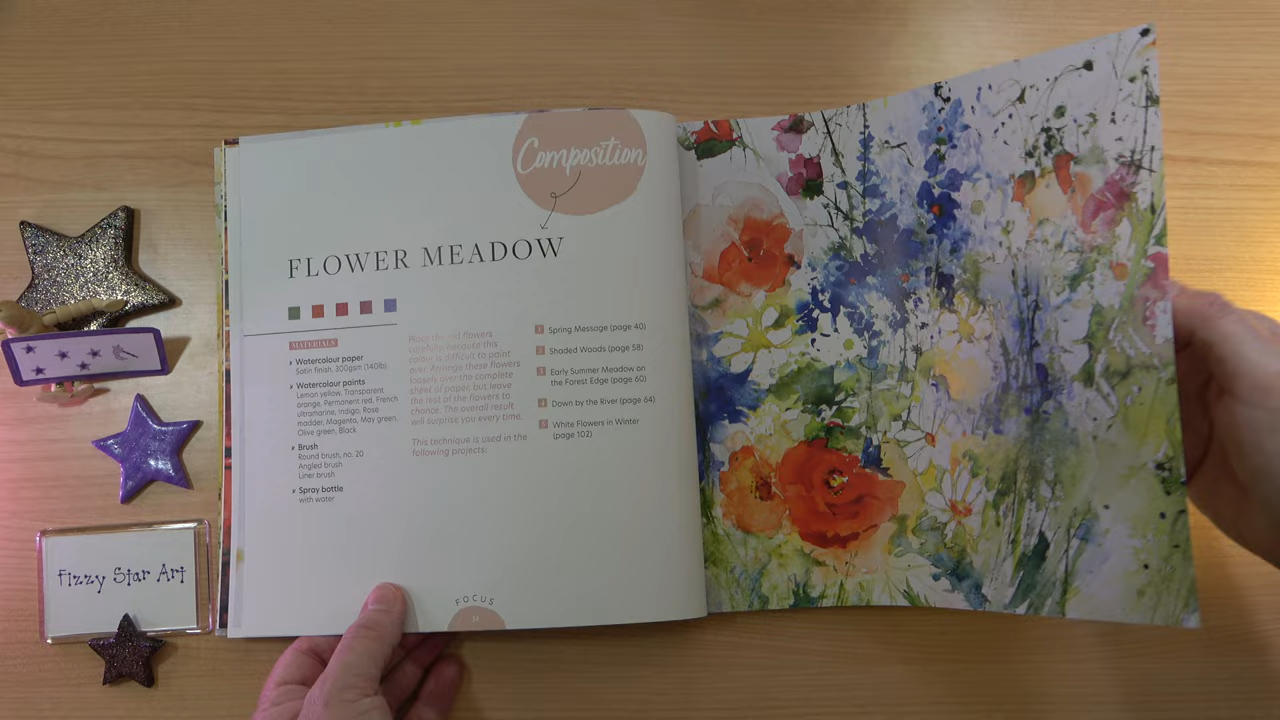 Composition
FLOWER MEADOW
MATERIALS
Watercolour paper
Satin finish, 300gsm (140lb)
Watercolour paints
Lemon yellow, Transparent
orange, Permanent red, French
ultramarine, Indigo, Rose
madder, Magenta, May green,
Olive green, Black
Brush
Round brush, no. 20
Angled brush
Liner brush
Spray bottle
with water
Place the red flowers
carefully because this
colour is difficult to paint
over. Arrange these flowers
loosely over the complete
sheet of paper, but leave
the rest of the flowers to
chance. The overall result
will surprise you every time.
This technique is used in the
following projects:
1 Spring Message (page 40)
2 Shaded Woods (page 58)
3 Early Summer Meadow on
the Forest Edge (page 60)
4 Down by the River (page 64)
5 White Flowers in Winter
(page 102)
FOCUS
Fizzy Star Art